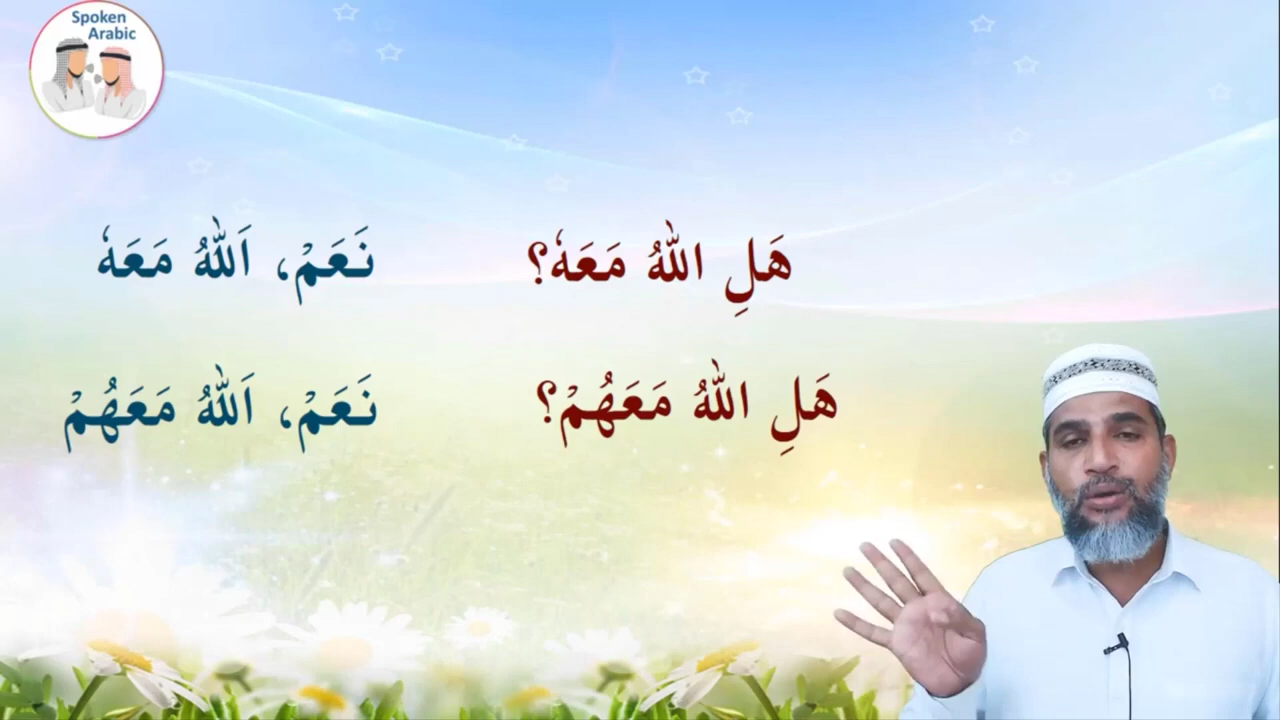 Spoken
Arabic
هَلِ اللّٰهُ مَعَهٗ؟
نَعَمْ، اَللّٰهُ مَعَهٗ
هَلِ اللّٰهُ مَعَهُمْ؟
نَعَمْ، اَللّٰهُ مَعَهُمْ